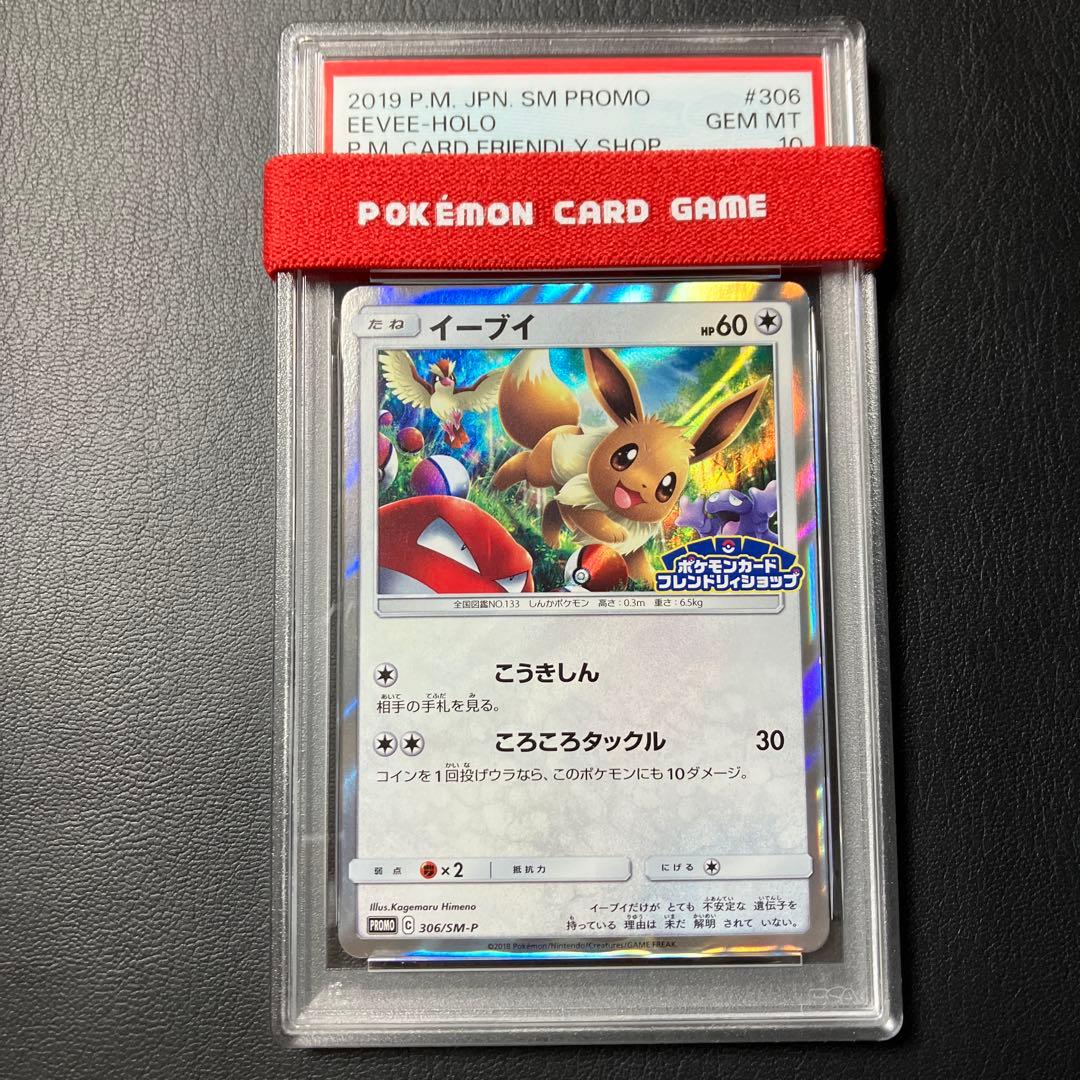 2019 P.M. JPN. SM PROMO #306
EEVEE-HOLO GEM MT
P.M. CARD FRIENDLY SHOP 10
POKÉMON CARD GAME
たね イーブイ HP60
ポケモンカード
フレンドリィショップ
全国図鑑NO.133 しんかポケモン 高さ:0.3m 重さ:6.5kg
こうきしん
相手の手札を見る。
ころころタックル 30
コインを1回投げウラなら、このポケモンにも10ダメージ。
弱点 ×2 抵抗力 にげる
Illus.Kagemaru Himeno
イーブイだけが とても 不安定な 遺伝子を
持っている 理由は 未だ 解明 されて いない。
PROMO C 306/SM-P
©2018 Pokémon/Nintendo/Creatures/GAME FREAK.
PSA